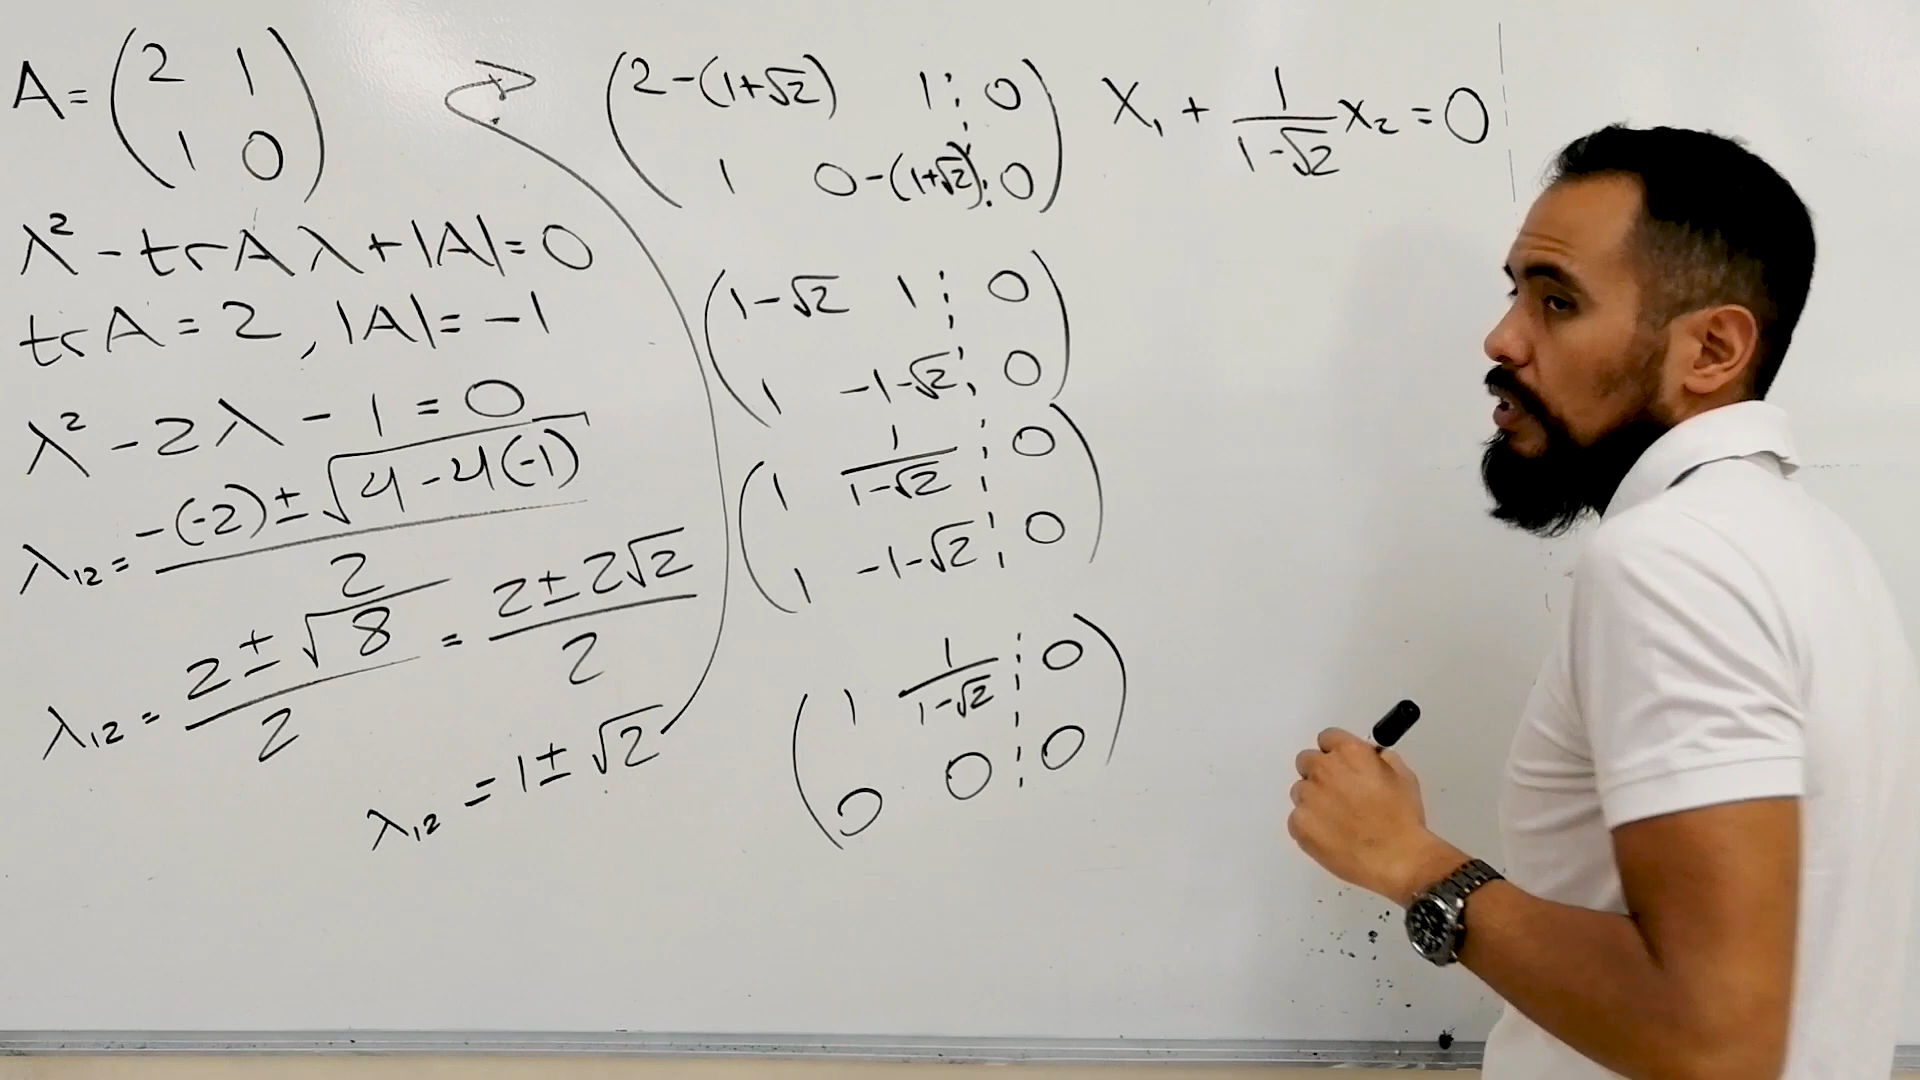 A = ( 2 1
1 0 )
λ² - trA λ + |A| = 0
trA = 2 , |A| = -1
λ² - 2λ - 1 = 0
λ₁₂ = (-(-2) ± √(4 - 4(-1))) / 2
λ₁₂ = (2 ± √8) / 2 = (2 ± 2√2) / 2
λ₁₂ = 1 ± √2
( 2-(1+√2) 1 ⋮ 0
1 0-(1+√2) ⋮ 0 )
( 1-√2 1 ⋮ 0
1 -1-√2 ⋮ 0 )
( 1 1/(1-√2) ⋮ 0
1 -1-√2 ⋮ 0 )
( 1 1/(1-√2) ⋮ 0
0 0 ⋮ 0 )
x₁ + 1/(1-√2) x₂ = 0